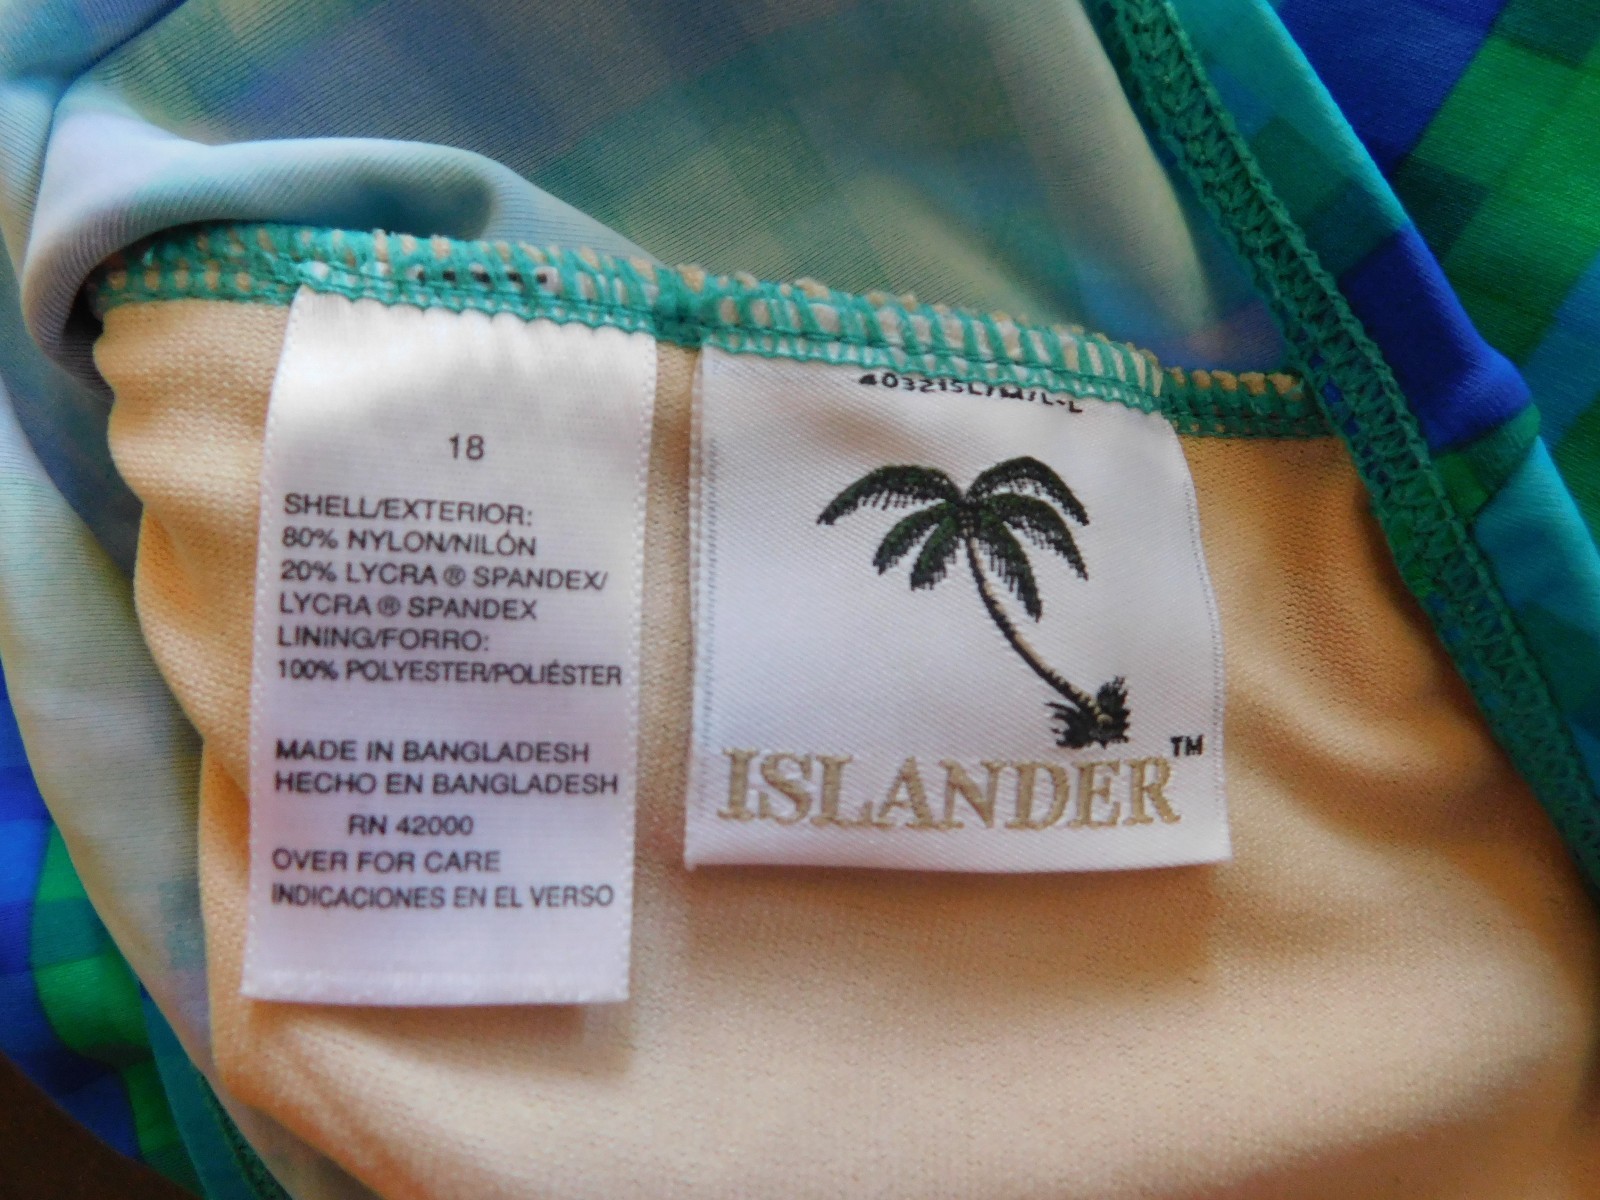 18
SHELL/EXTERIOR:
80% NYLON/NILÓN
20% LYCRA ® SPANDEX/
LYCRA ® SPANDEX
LINING/FORRO:
100% POLYESTER/POLIÉSTER
MADE IN BANGLADESH
HECHO EN BANGLADESH
RN 42000
OVER FOR CARE
INDICACIONES EN EL VERSO
ISLANDER™